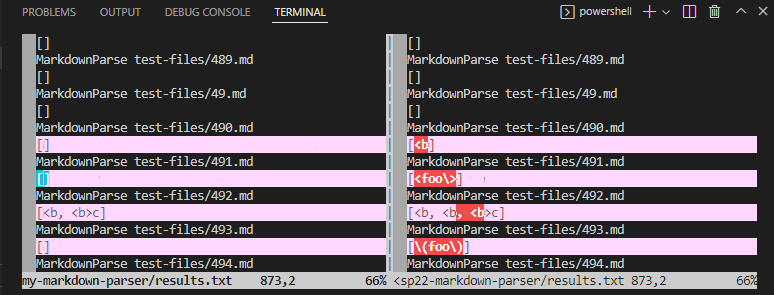 PROBLEMS
OUTPUT
DEBUG CONSOLE
TERMINAL
powershell
[]
MarkdownParse test-files/489.md
[]
MarkdownParse test-files/49.md
[]
MarkdownParse test-files/490.md
[]
MarkdownParse test-files/491.md
[]
MarkdownParse test-files/492.md
[<b, <b>c]
MarkdownParse test-files/493.md
[]
MarkdownParse test-files/494.md
my-markdown-parser/results.txt 873,2 66%
[]
MarkdownParse test-files/489.md
[]
MarkdownParse test-files/49.md
[]
MarkdownParse test-files/490.md
[<b]
MarkdownParse test-files/491.md
[<foo\>]
MarkdownParse test-files/492.md
[<b, <b, <b>c]
MarkdownParse test-files/493.md
[\(foo\)]
MarkdownParse test-files/494.md
<sp22-markdown-parser/results.txt 873,2 66%